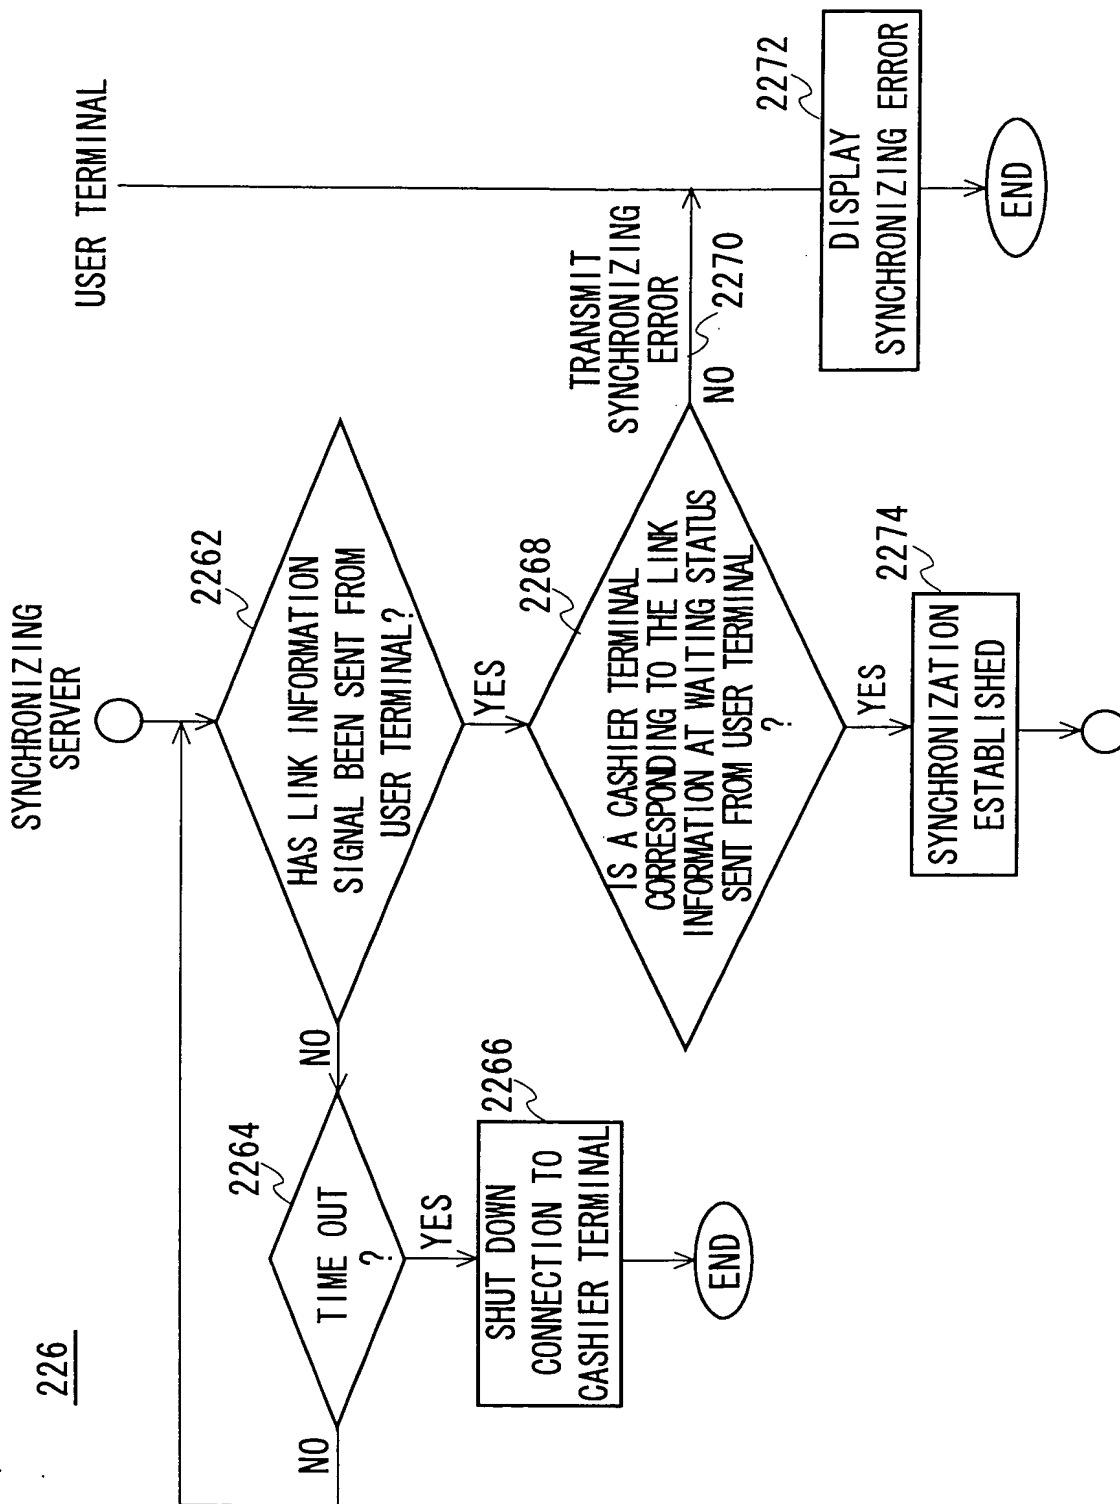 226
SYNCHRONIZING
SERVER
USER TERMINAL
2262
HAS LINK INFORMATION
SIGNAL BEEN SENT FROM
USER TERMINAL?
NO
YES
2264
TIME OUT
?
NO
YES
2266
SHUT DOWN
CONNECTION TO
CASHIER TERMINAL
END
2268
IS A CASHIER TERMINAL
CORRESPONDING TO THE LINK
INFORMATION AT WAITING STATUS
SENT FROM USER TERMINAL
?
NO
YES
TRANSMIT
SYNCHRONIZING
ERROR
2270
2272
DISPLAY
SYNCHRONIZING ERROR
END
2274
SYNCHRONIZATION
ESTABLISHED